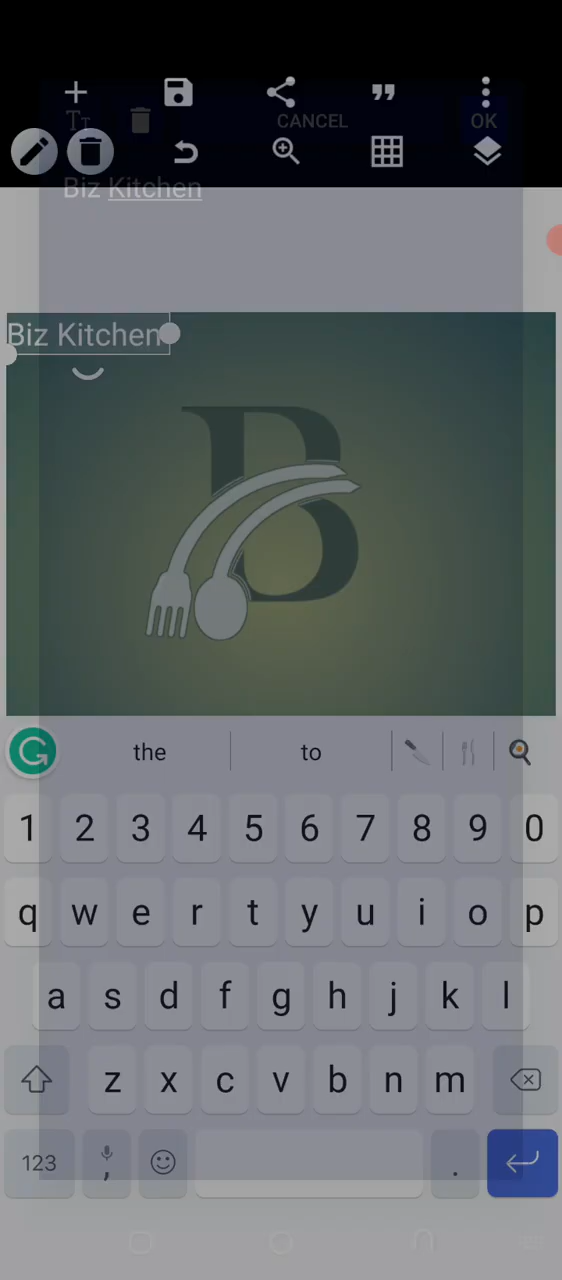 Tт
CANCEL OK
Biz Kitchen
Biz Kitchen
B
the to
1 2 3 4 5 6 7 8 9 0
q w e r t y u i o p
a s d f g h j k l
z x c v b n m
123 , .